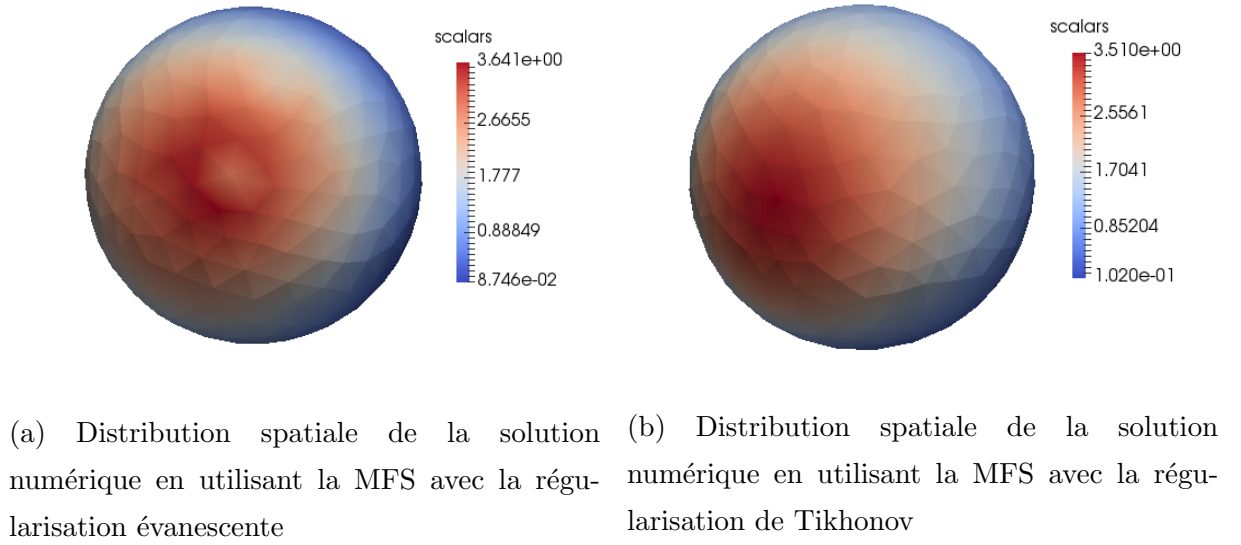 scalars
3.641e+00
2.6655
1.777
0.88849
8.746e-02
scalars
3.510e+00
2.5561
1.7041
0.85204
1.020e-01
(a) Distribution spatiale de la solution
numérique en utilisant la MFS avec la régu-
larisation évanescente
(b) Distribution spatiale de la solution
numérique en utilisant la MFS avec la régu-
larisation de Tikhonov